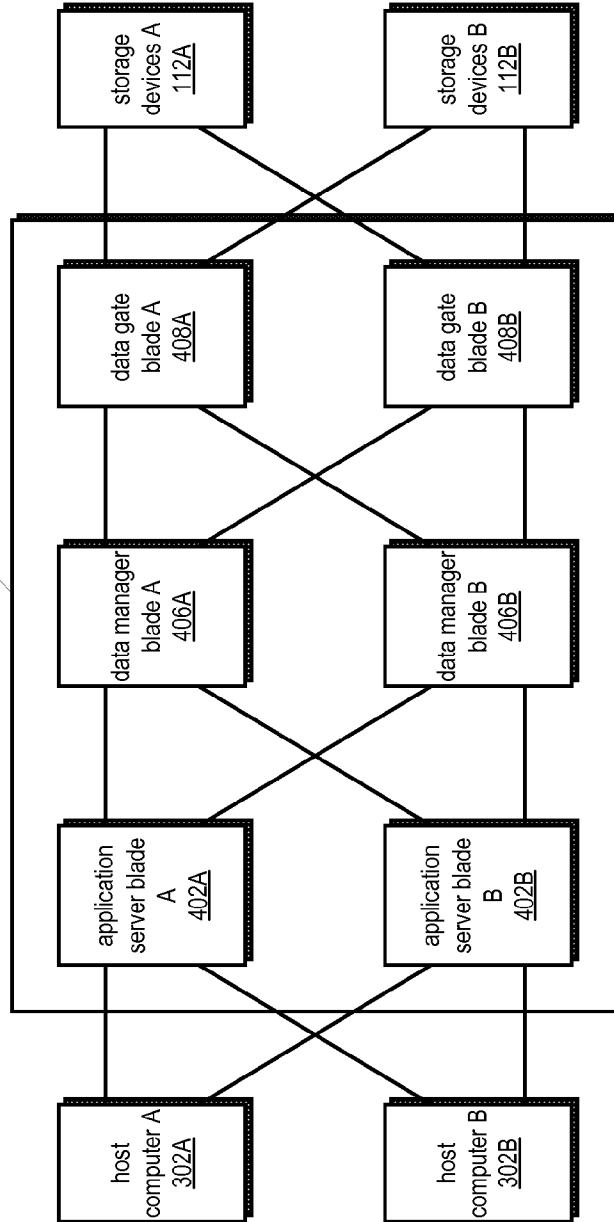 storage
devices A
112A
storage
devices B
112B
data gate
blade A
408A
data gate
blade B
408B
data manager
blade A
406A
data manager
blade B
406B
application
server blade
A
402A
application
server blade
B
402B
host
computer A
302A
host
computer B
302B